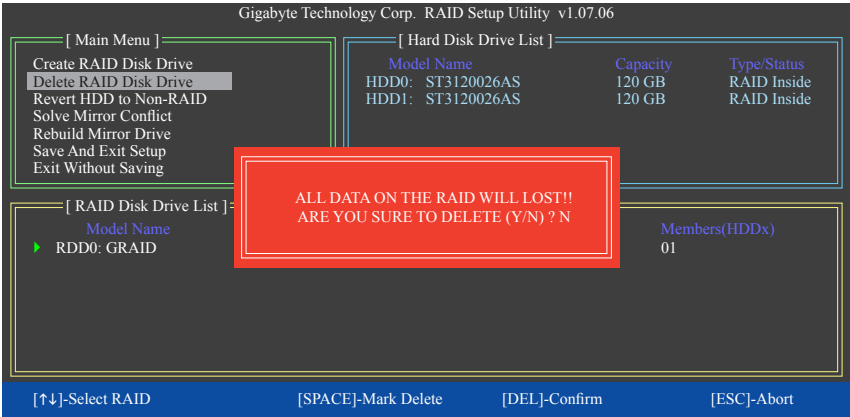 Gigabyte Technology Corp. RAID Setup Utility v1.07.06
[ Main Menu ]
Create RAID Disk Drive
Delete RAID Disk Drive
Revert HDD to Non-RAID
Solve Mirror Conflict
Rebuild Mirror Drive
Save And Exit Setup
Exit Without Saving
[ Hard Disk Drive List ]
Model Name Capacity Type/Status
HDD0: ST3120026AS 120 GB RAID Inside
HDD1: ST3120026AS 120 GB RAID Inside
ALL DATA ON THE RAID WILL LOST!!
ARE YOU SURE TO DELETE (Y/N) ? N
[ RAID Disk Drive List ]
Model Name Members(HDDx)
RDD0: GRAID 01
[↑↓]-Select RAID [SPACE]-Mark Delete [DEL]-Confirm [ESC]-Abort